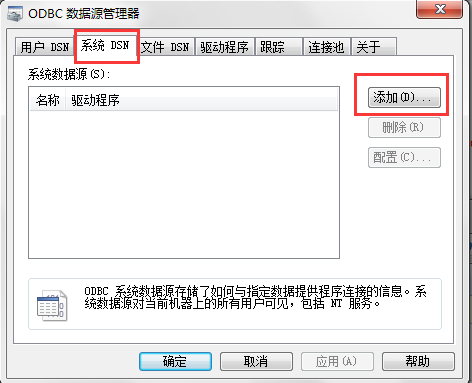 ODBC 数据源管理器
用户 DSN 系统 DSN 文件 DSN 驱动程序 跟踪 连接池 关于
系统数据源(S):
名称 驱动程序
添加(D)...
删除(R)
配置(C)...
ODBC 系统数据源存储了如何与指定数据提供程序连接的信息。系
统数据源对当前机器上的所有用户可见,包括 NT 服务。
确定 取消 应用(A) 帮助